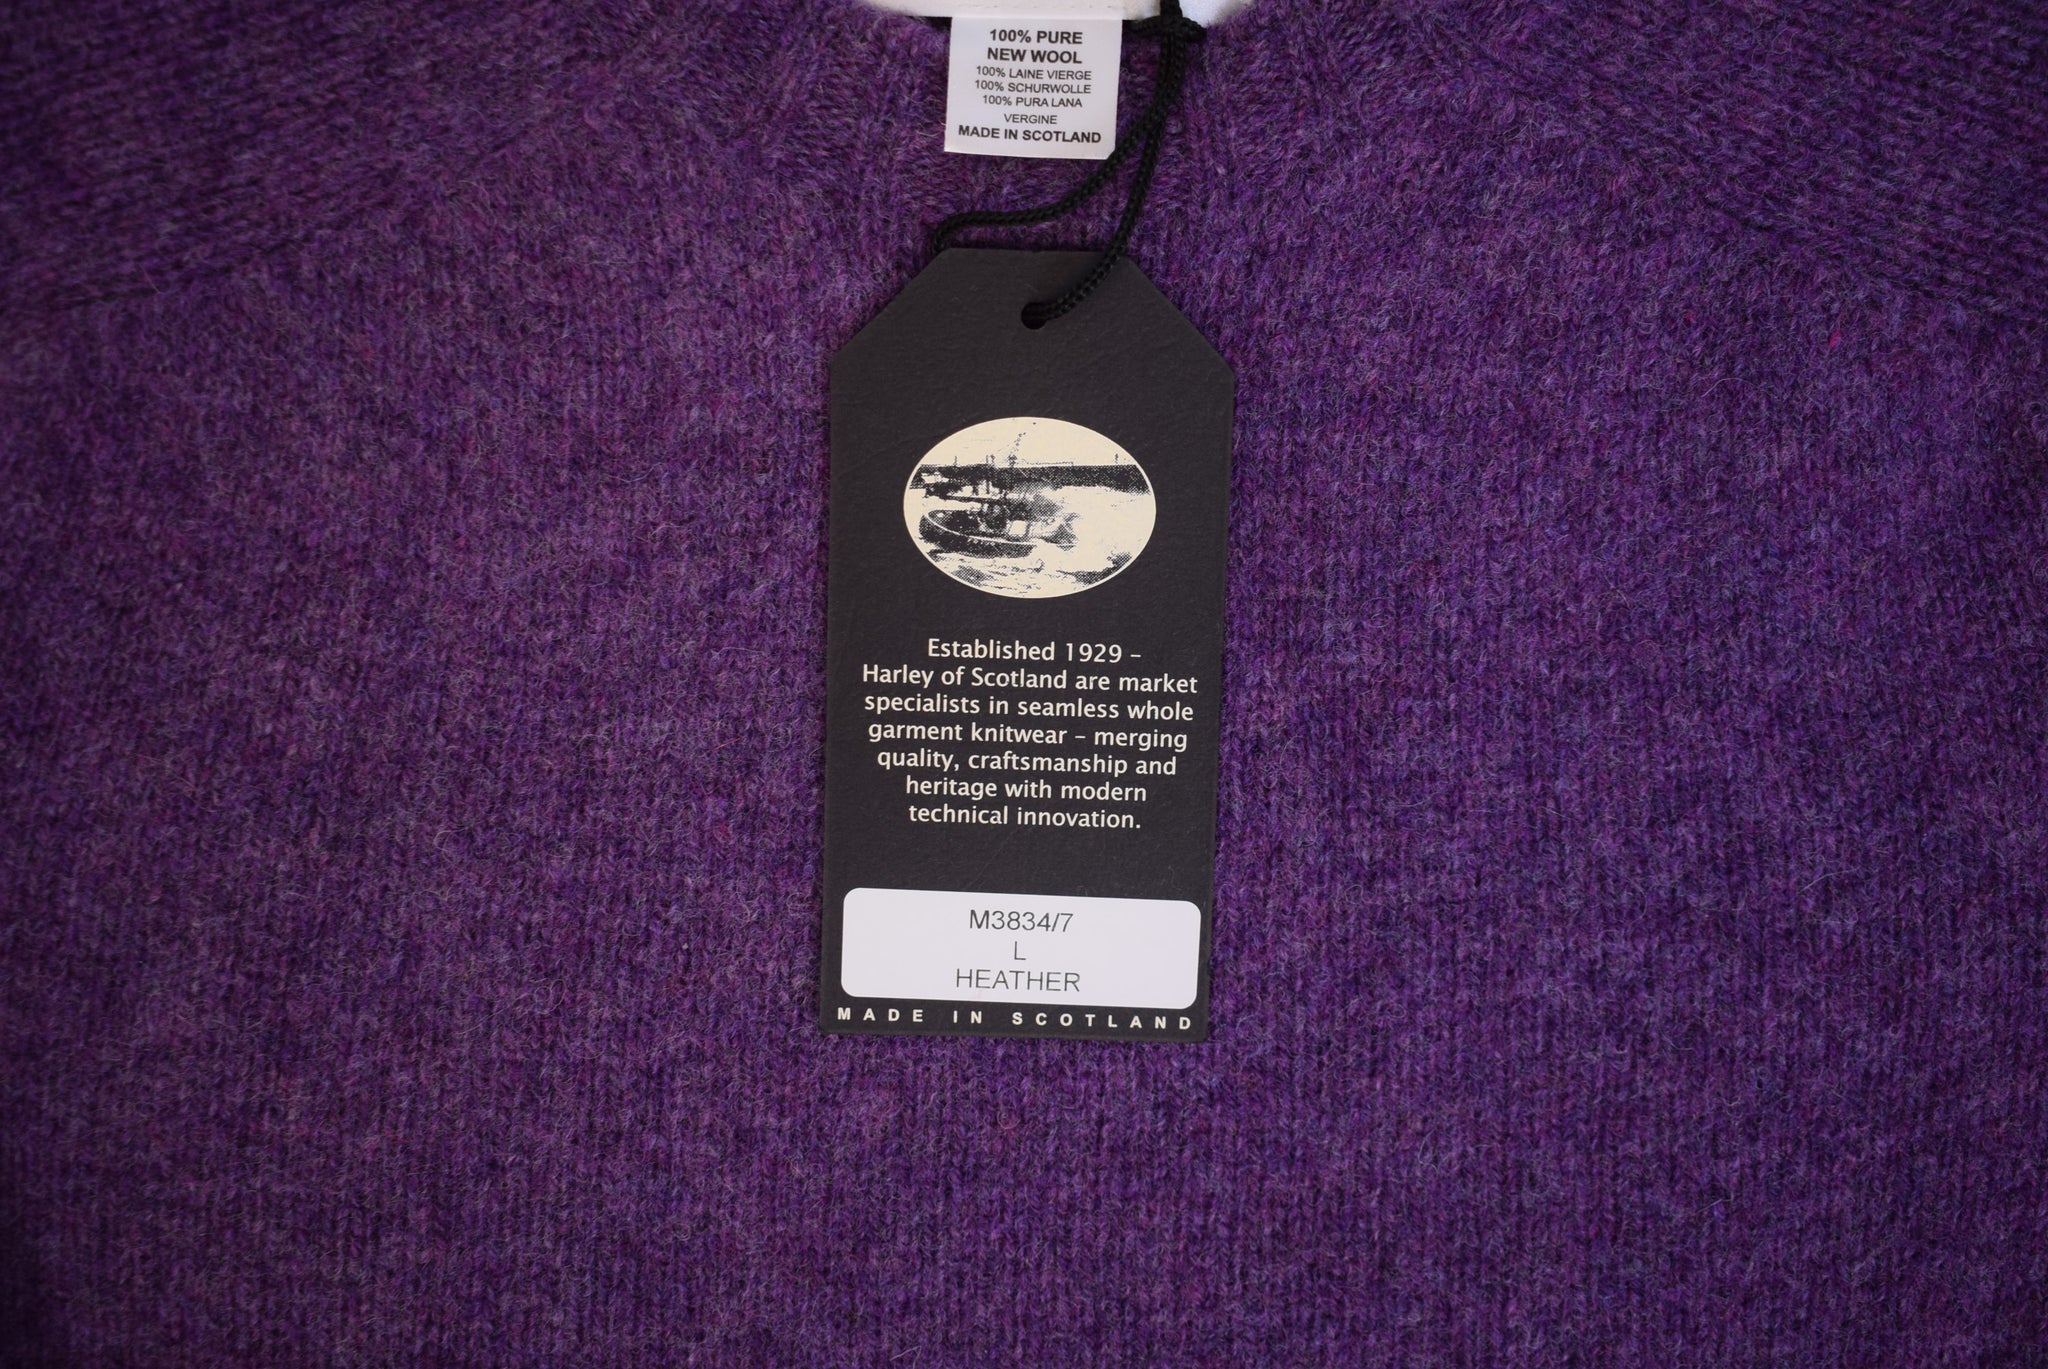 100% PURE
NEW WOOL
100% LAINE VIERGE
100% SCHURWOLLE
100% PURA LANA
VERGINE
MADE IN SCOTLAND
Established 1929 –
Harley of Scotland are market
specialists in seamless whole
garment knitwear – merging
quality, craftsmanship and
heritage with modern
technical innovation.
M3834/7
L
HEATHER
MADE IN SCOTLAND